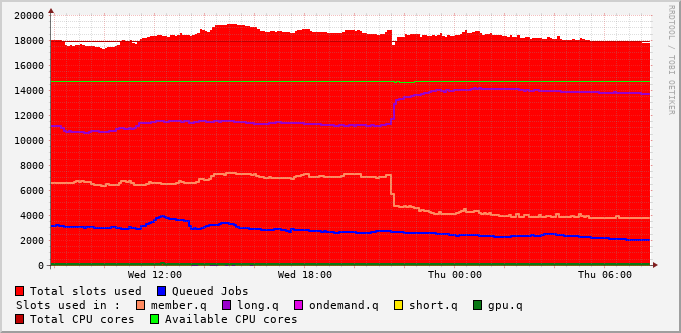 20000
18000
16000
14000
12000
10000
8000
6000
4000
2000
0
Wed 12:00 Wed 18:00 Thu 00:00 Thu 06:00
RRDTOOL / TOBI OETIKER
Total slots used Queued Jobs
Slots used in : member.q long.q ondemand.q short.q gpu.q
Total CPU cores Available CPU cores